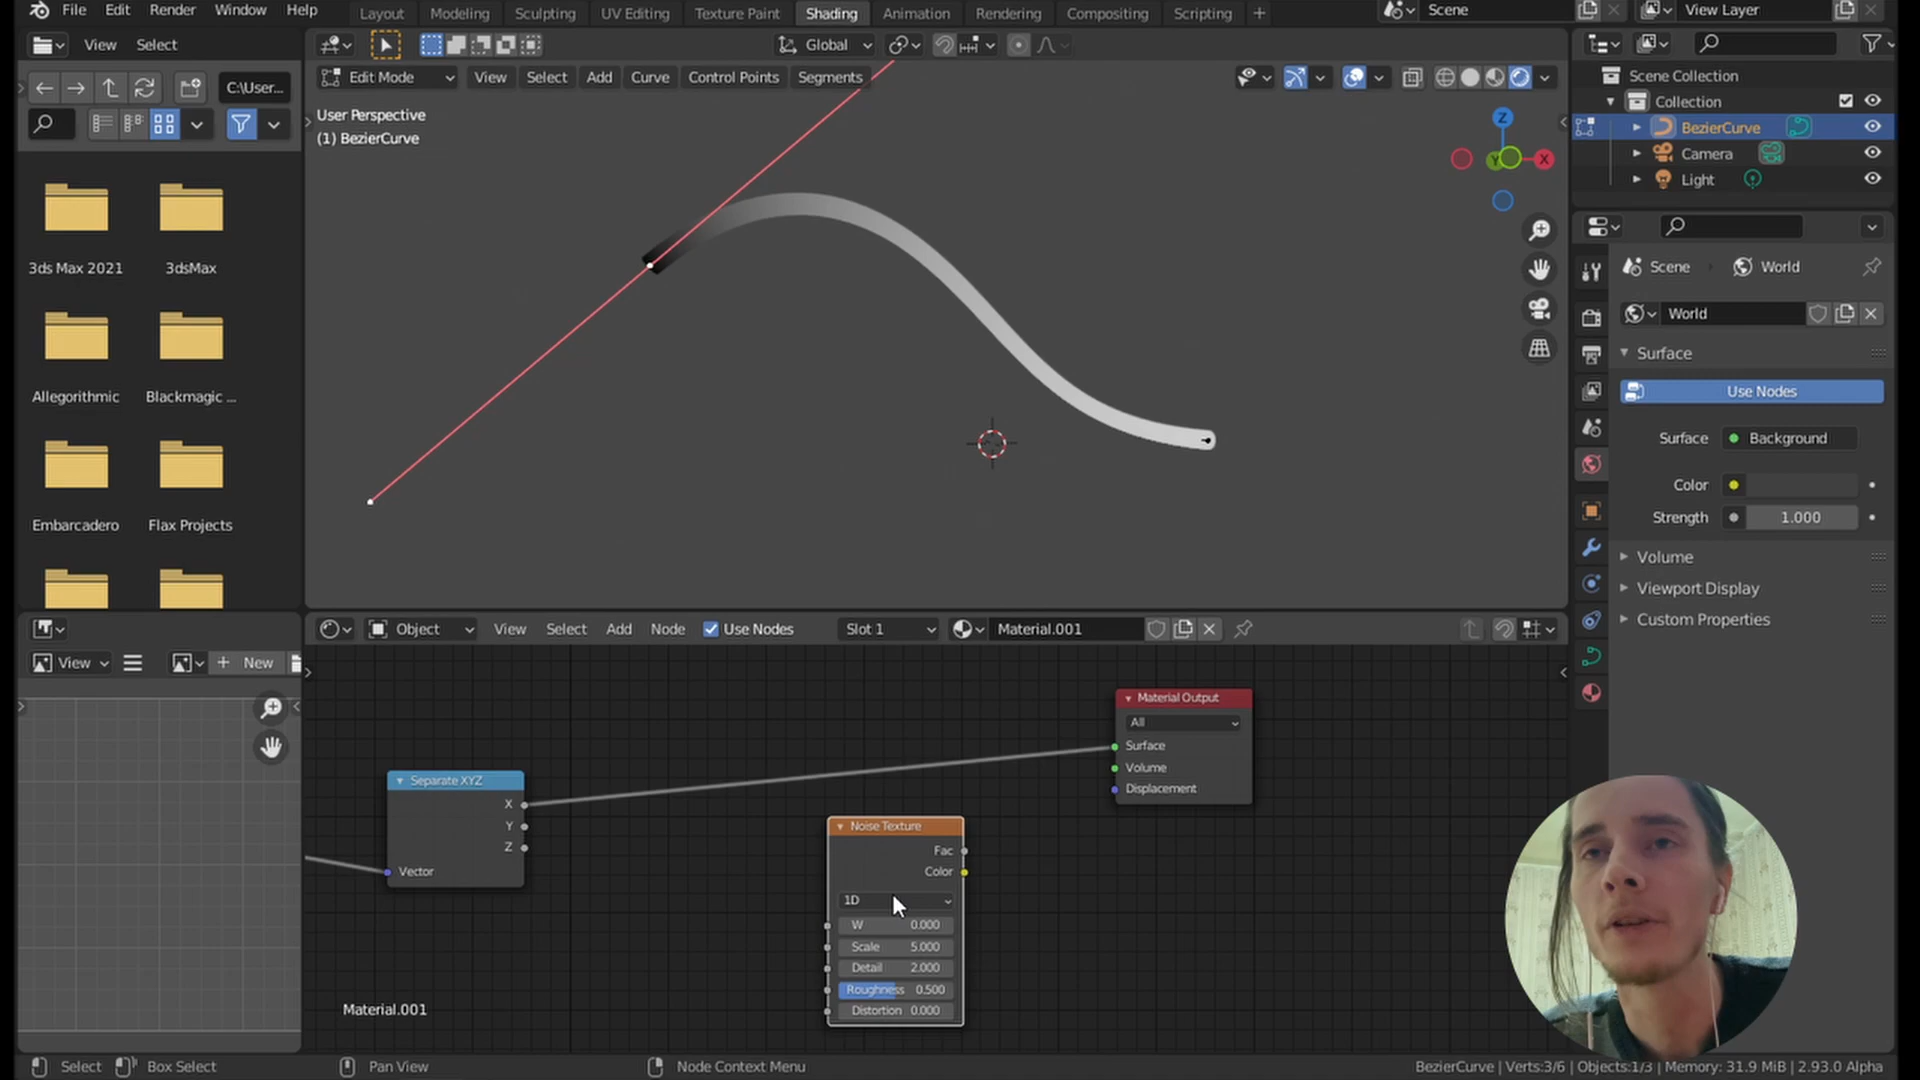 File Edit Render Window Help
Layout Modeling Sculpting UV Editing Texture Paint Shading Animation Rendering Compositing Scripting +
Scene
View Layer
View Select
Global
C:\User...
Edit Mode View Select Add Curve Control Points Segments
User Perspective
(1) BezierCurve
Z
Y
X
3ds Max 2021 3dsMax
Allegorithmic Blackmagic ...
Embarcadero Flax Projects
Scene Collection
Collection
BezierCurve
Camera
Light
Scene World
World
Surface
Use Nodes
Surface Background
Color
Strength 1.000
Volume
Viewport Display
Custom Properties
View New
Object View Select Add Node Use Nodes Slot 1 Material.001
Separate XYZ
X
Y
Z
Vector
Noise Texture
Fac
Color
1D
W 0.000
Scale 5.000
Detail 2.000
Roughness 0.500
Distortion 0.000
Material Output
All
Surface
Volume
Displacement
Material.001
Select Box Select Pan View Node Context Menu
BezierCurve | Verts:3/6 | Objects:1/3 | Memory: 31.9 MiB | 2.93.0 Alpha